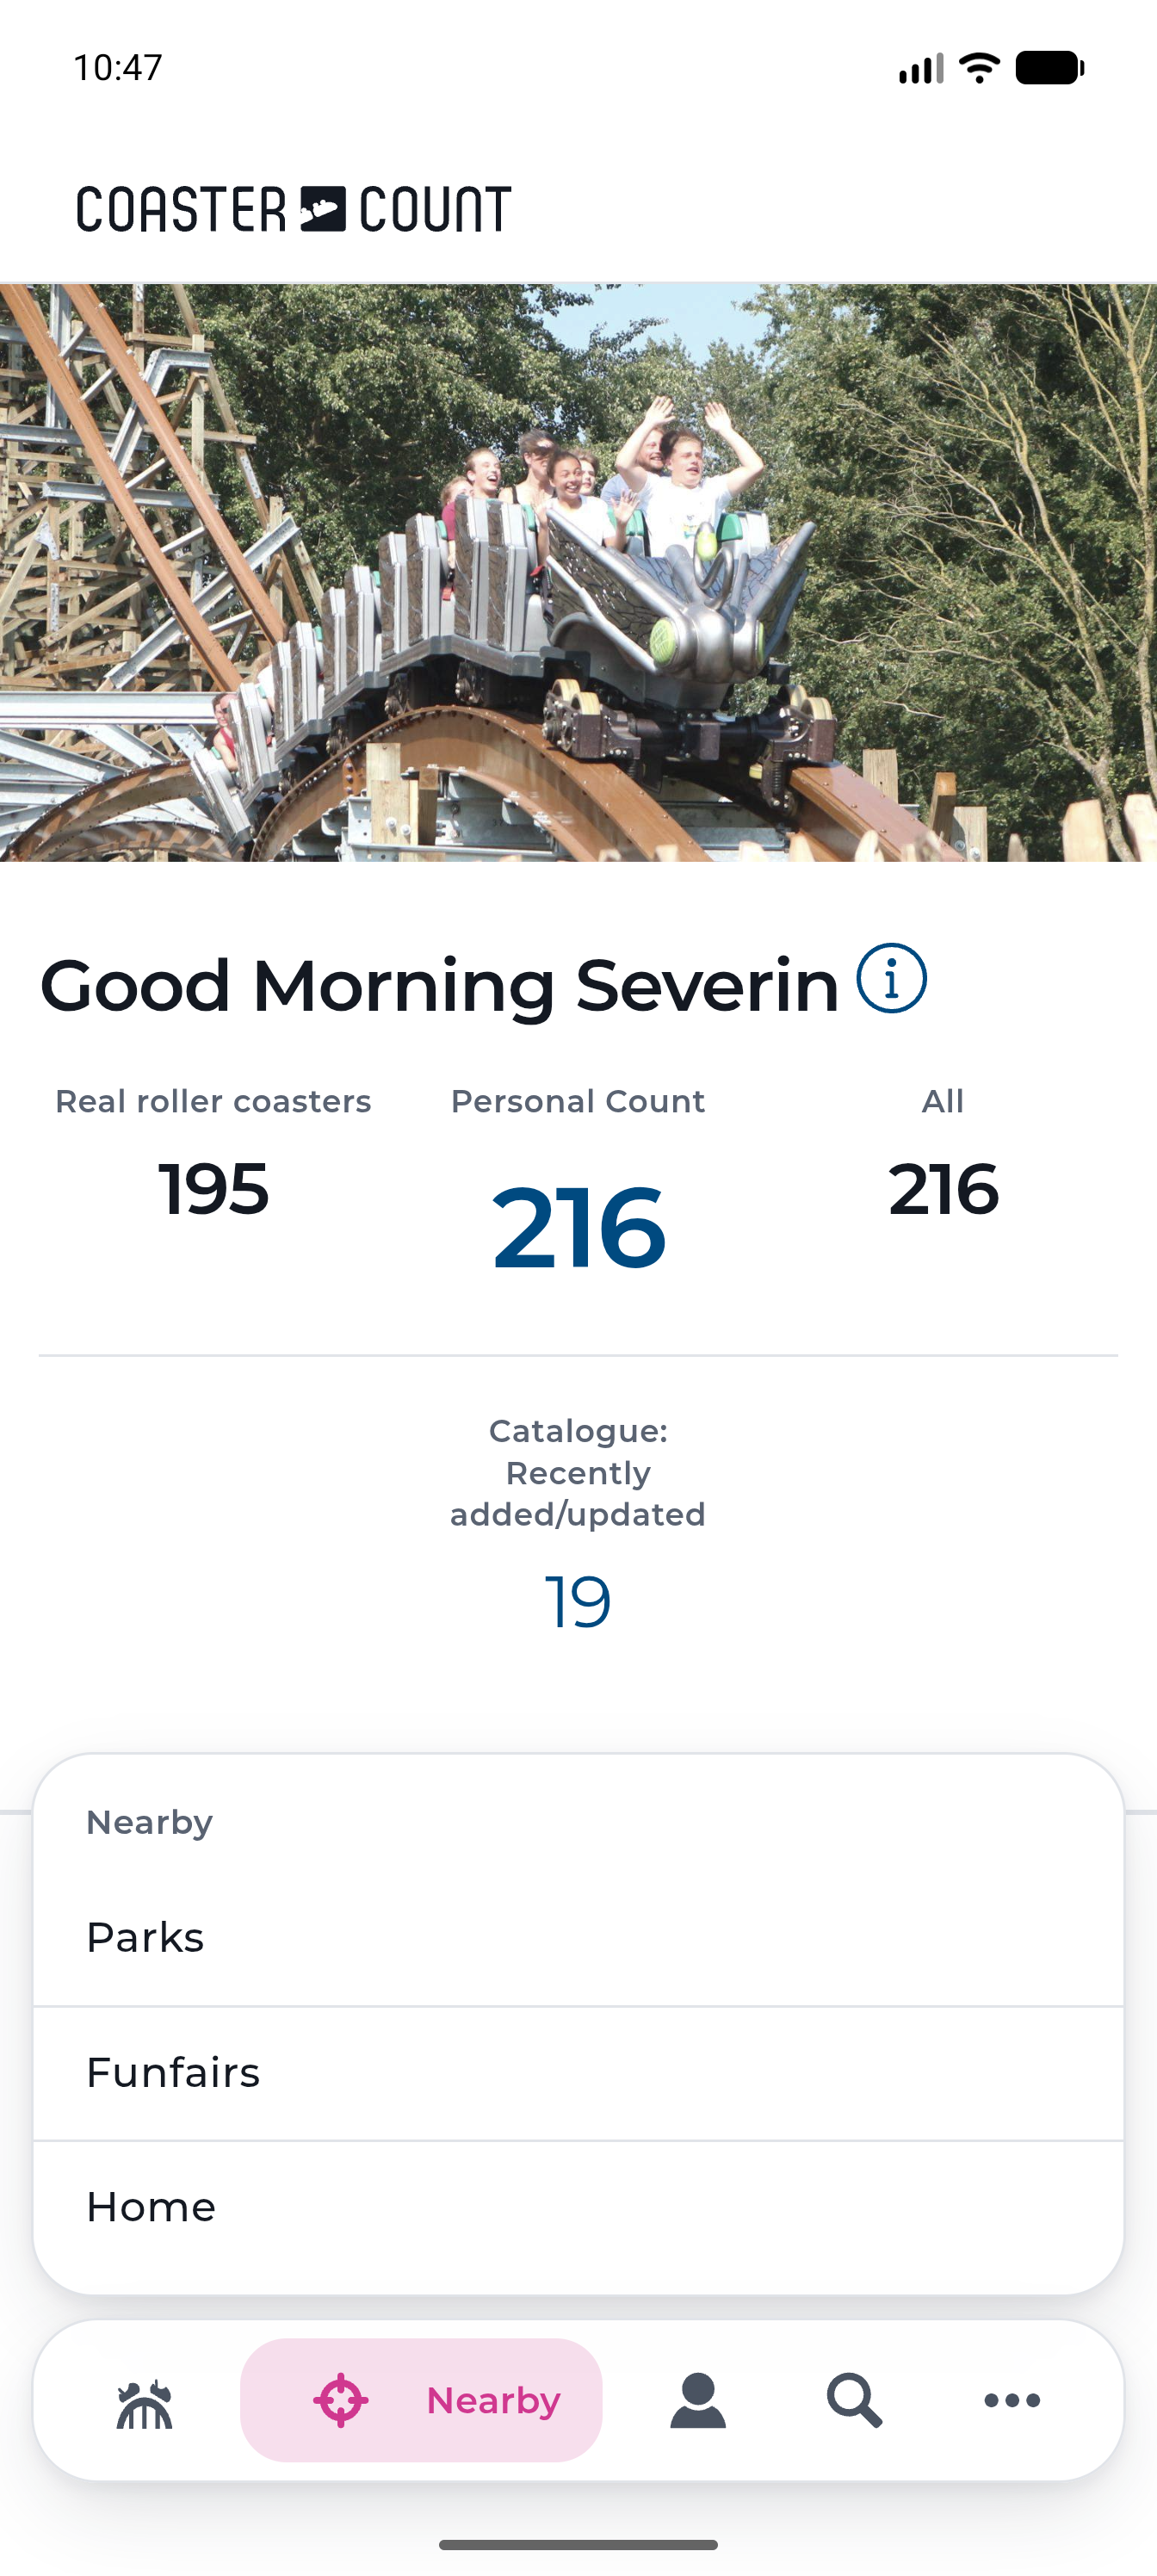 10:47
COASTER COUNT
Good Morning Severin
Real roller coasters
Personal Count
All
195
216
216
Catalogue:
Recently
added/updated
19
Nearby
Parks
Funfairs
Home
Nearby